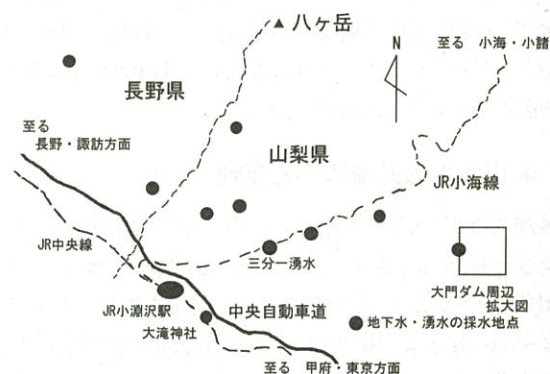 ▲ 八ヶ岳
至る 小海・小諸
N
長野県
至る
長野・諏訪方面
山梨県
JR小海線
JR中央線
三分一湧水
大門ダム周辺
拡大図
JR小淵沢駅
中央自動車道
大滝神社
●地下水・湧水の採水地点
至る 甲府・東京方面